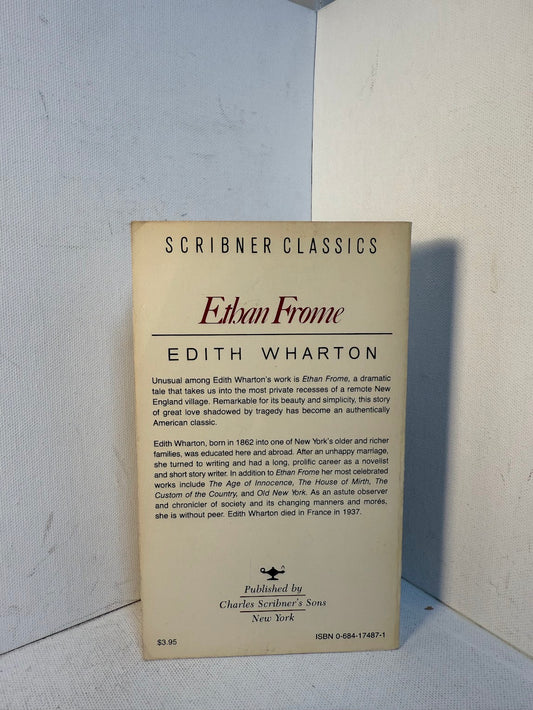 SCRIBNER CLASSICS
Ethan Frome
EDITH WHARTON
Unusual among Edith Wharton's work is Ethan Frome, a dramatic
tale that takes us into the most private recesses of a remote New
England village. Remarkable for its beauty and simplicity, this story
of great love shadowed by tragedy has become an authentically
American classic.
Edith Wharton, born in 1862 into one of New York's older and richer
families, was educated here and abroad. After an unhappy marriage,
she turned to writing and had a long, prolific career as a novelist
and short story writer. In addition to Ethan Frome her most celebrated
works include The Age of Innocence, The House of Mirth, The
Custom of the Country, and Old New York. As an astute observer
and chronicler of society and its changing manners and morés,
she is without peer. Edith Wharton died in France in 1937.
Published by
Charles Scribner's Sons
New York
$3.95
ISBN 0-684-17487-1